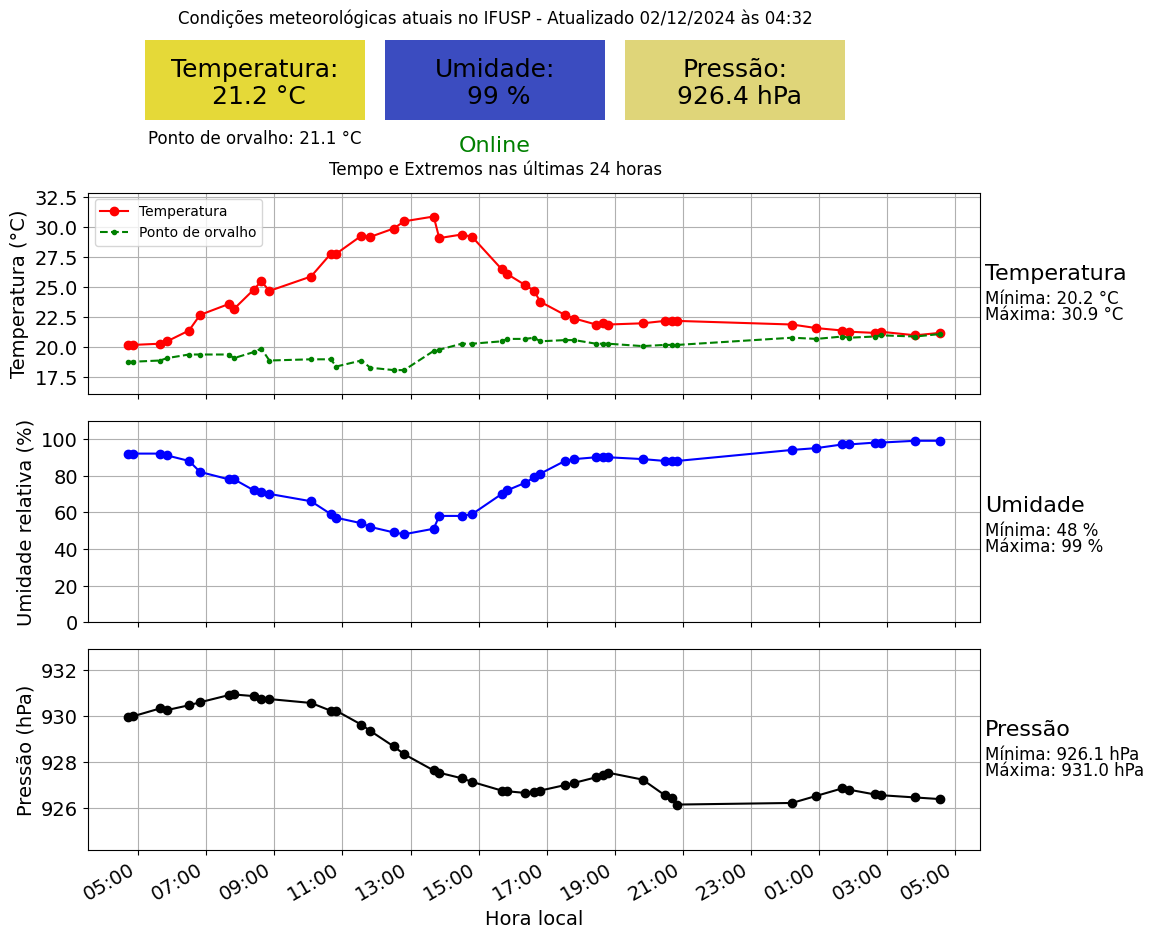 Condições meteorológicas atuais no IFUSP - Atualizado 02/12/2024 às 04:32
Temperatura:
21.2 °C
Umidade:
99 %
Pressão:
926.4 hPa
Ponto de orvalho: 21.1 °C
Online
Tempo e Extremos nas últimas 24 horas
Temperatura (°C)
32.5
30.0
27.5
25.0
22.5
20.0
17.5
Temperatura
Ponto de orvalho
Temperatura
Mínima: 20.2 °C
Máxima: 30.9 °C
Umidade relativa (%)
100
80
60
40
20
0
Umidade
Mínima: 48 %
Máxima: 99 %
Pressão (hPa)
932
930
928
926
Pressão
Mínima: 926.1 hPa
Máxima: 931.0 hPa
05:00 07:00 09:00 11:00 13:00 15:00 17:00 19:00 21:00 23:00 01:00 03:00 05:00
Hora local